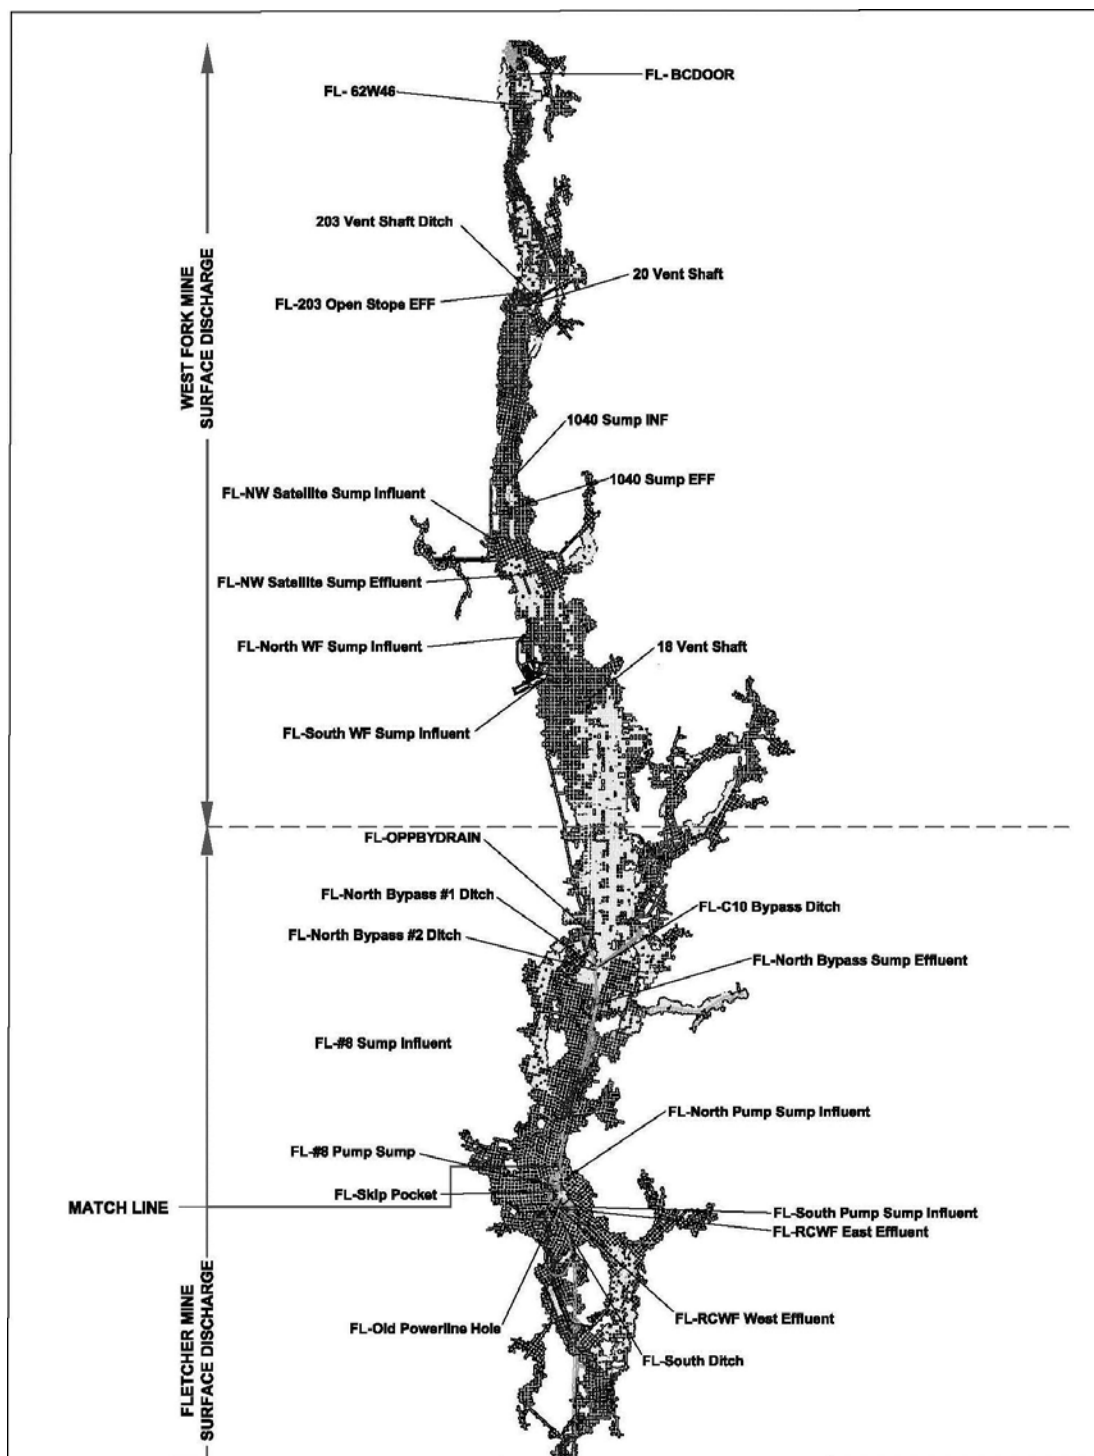 FL- BCDOOR
FL- 62W46
203 Vent Shaft Ditch
20 Vent Shaft
FL-203 Open Stope EFF
WEST FORK MINE
SURFACE DISCHARGE
1040 Sump INF
1040 Sump EFF
FL-NW Satellite Sump Influent
FL-NW Satellite Sump Effluent
FL-North WF Sump Influent
18 Vent Shaft
FL-South WF Sump Influent
FL-OPPBYDRAIN
FL-North Bypass #1 Ditch
FL-C10 Bypass Ditch
FL-North Bypass #2 Ditch
FL-North Bypass Sump Effluent
FL-#8 Sump Influent
FL-North Pump Sump Influent
FL-#8 Pump Sump
FL-Skip Pocket
MATCH LINE
FL-South Pump Sump Influent
FL-RCWF East Effluent
FL-RCWF West Effluent
FL-Old Powerline Hole
FL-South Ditch
FLETCHER MINE
SURFACE DISCHARGE